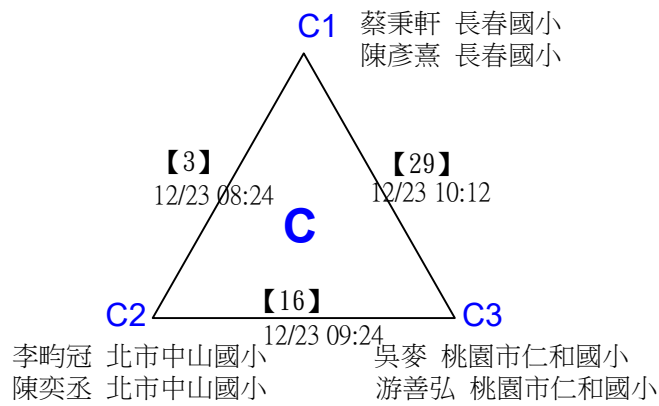 C1
蔡秉軒 長春國小
陳彥熹 長春國小
【3】
12/23 08:24
【29】
12/23 10:12
C
C2
【16】
12/23 09:24
C3
李畇冠 北市中山國小
陳奕丞 北市中山國小
吳麥 桃園市仁和國小
游善弘 桃園市仁和國小